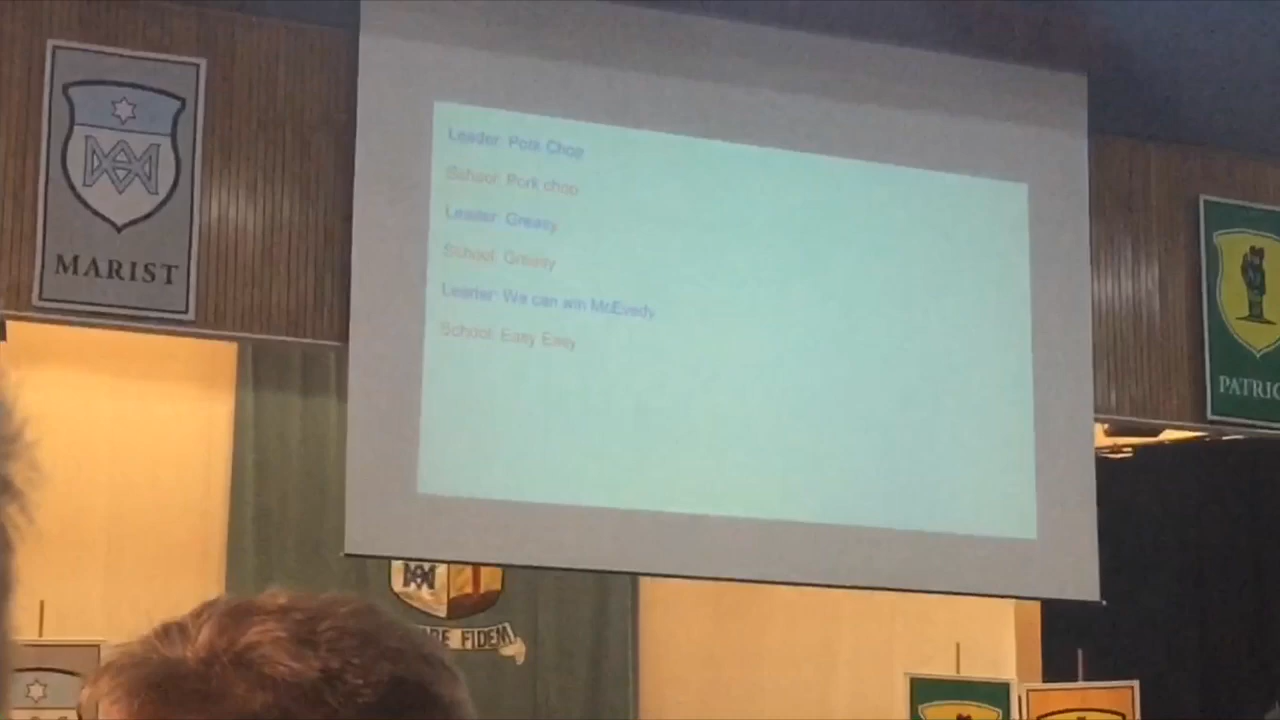 MARIST
Leader: Pork Chop
School: Pork chop
Leader: Greasy
School: Greasy
Leader: We can win McEvedy
School: Easy Easy
PATRIC
FIDEM